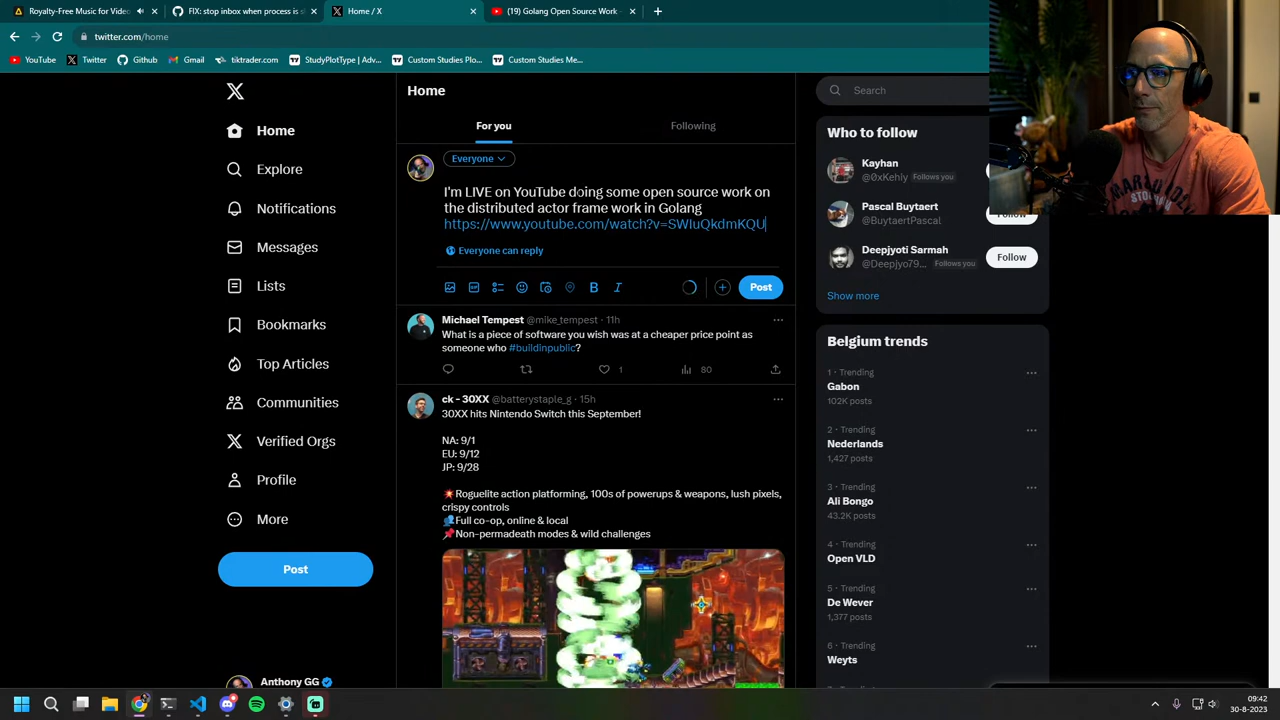 Royalty-Free Music for Video
FIX: stop inbox when process is s
Home / X
(19) Golang Open Source Work
twitter.com/home
YouTube
Twitter
Github
Gmail
tiktrader.com
StudyPlotType | Adv...
Custom Studies Plo...
Custom Studies Me...
Home
Explore
Notifications
Messages
Lists
Bookmarks
Top Articles
Communities
Verified Orgs
Profile
More
Post
Anthony GG
Home
For you
Following
Everyone
I'm LIVE on YouTube doing some open source work on
the distributed actor frame work in Golang
https://www.youtube.com/watch?v=SWIuQkdmKQU
Everyone can reply
Post
Michael Tempest @mike_tempest · 11h
What is a piece of software you wish was at a cheaper price point as
someone who #buildinpublic?
1
80
ck - 30XX @batterystaple_g · 15h
30XX hits Nintendo Switch this September!
NA: 9/1
EU: 9/12
JP: 9/28
💥Roguelite action platforming, 100s of powerups & weapons, lush pixels,
crispy controls
👥Full co-op, online & local
📌Non-permadeath modes & wild challenges
Search
Who to follow
Kayhan
@0xKehly Follows you
Pascal Buytaert
@BuytaertPascal
Follow
Deepjyoti Sarmah
@Deepjyo79... Follows you
Follow
Show more
Belgium trends
1 · Trending
Gabon
102K posts
2 · Trending
Nederlands
1,427 posts
3 · Trending
Ali Bongo
43.2K posts
4 · Trending
Open VLD
5 · Trending
De Wever
1,377 posts
6 · Trending
Weyts
09:42
30-8-2023